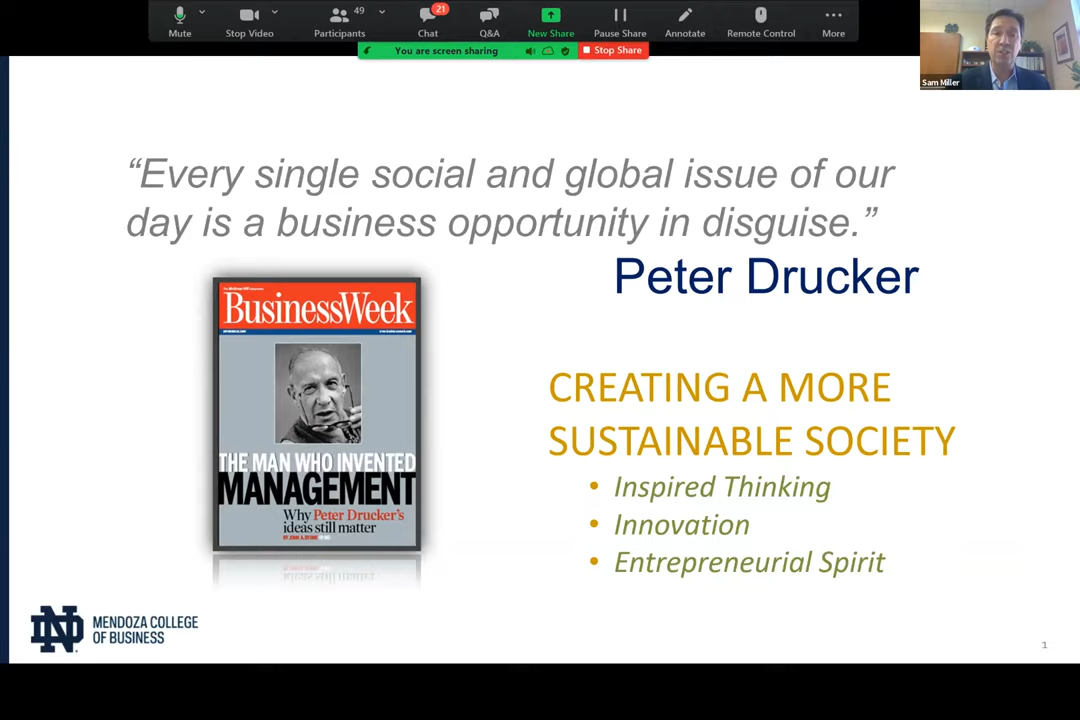 49
21
Mute
Stop Video
Participants
Chat
Q&A
New Share
Pause Share
Annotate
Remote Control
More
You are screen sharing
Stop Share
Sam Miller
“Every single social and global issue of our
day is a business opportunity in disguise.”
Peter Drucker
BusinessWeek
THE MAN WHO INVENTED
MANAGEMENT
Why Peter Drucker's
ideas still matter
CREATING A MORE
SUSTAINABLE SOCIETY
• Inspired Thinking
• Innovation
• Entrepreneurial Spirit
ND
MENDOZA COLLEGE
OF BUSINESS
1